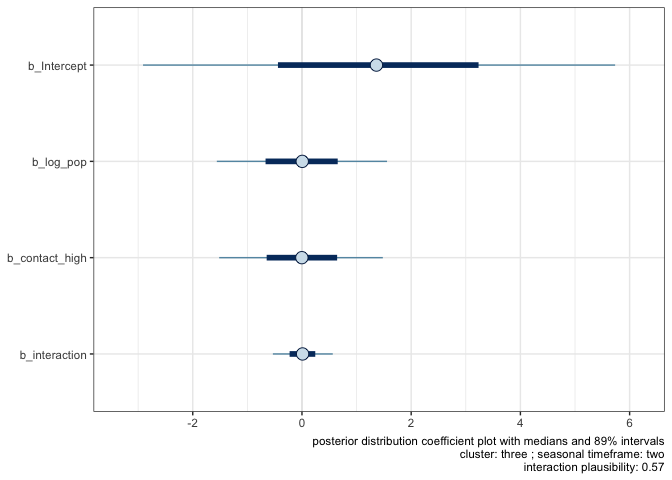 b_Intercept
b_log_pop
b_contact_high
b_interaction
-2 0 2 4 6
posterior distribution coefficient plot with medians and 89% intervals
cluster: three ; seasonal timeframe: two
interaction plausibility: 0.57